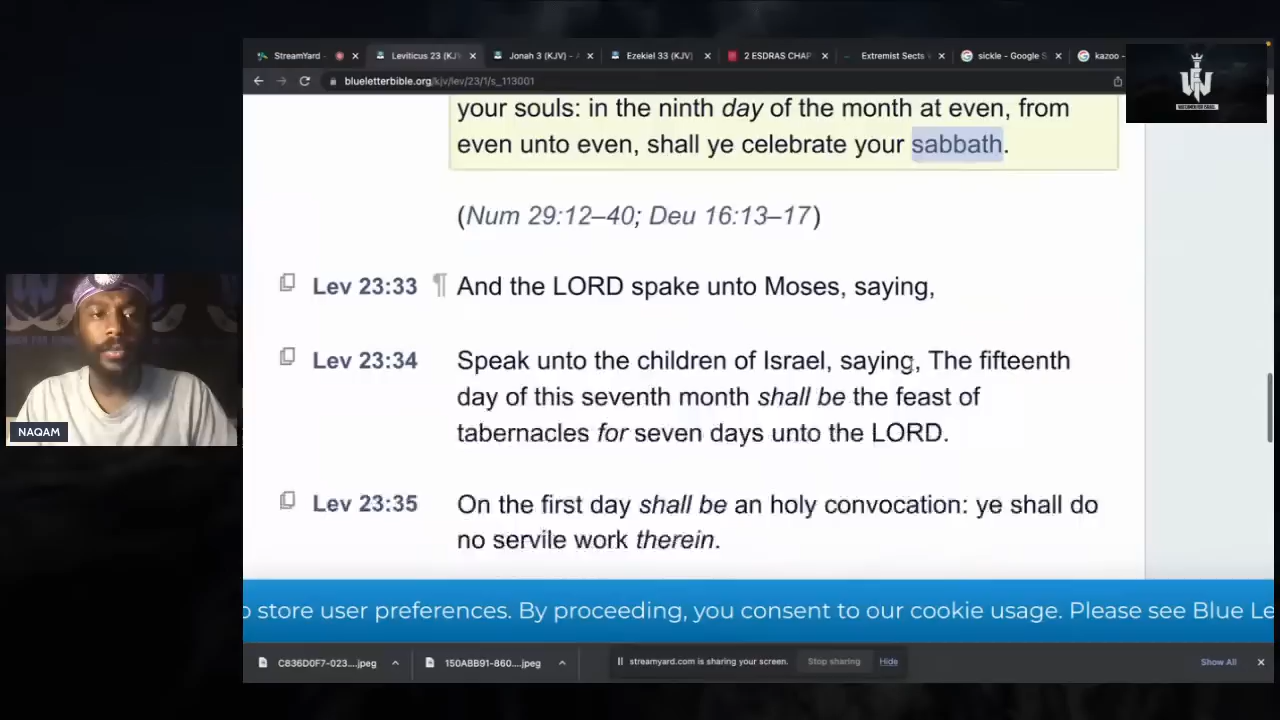 StreamYard
Leviticus 23 (KJV
Jonah 3 (KJV) -
Ezekiel 33 (KJV)
2 ESDRAS CHAP
Extremist Sects
sickle - Google S
kazoo -
blueletterbible.org/kjv/lev/23/1/s_113001
your souls: in the ninth day of the month at even, from
even unto even, shall ye celebrate your sabbath.
(Num 29:12–40; Deu 16:13–17)
Lev 23:33 ¶ And the LORD spake unto Moses, saying,
Lev 23:34 Speak unto the children of Israel, saying, The fifteenth
day of this seventh month shall be the feast of
tabernacles for seven days unto the LORD.
Lev 23:35 On the first day shall be an holy convocation: ye shall do
no servile work therein.
NAQAM
o store user preferences. By proceeding, you consent to our cookie usage. Please see Blue Le
C836D0F7-023....jpeg
150ABB91-860....jpeg
streamyard.com is sharing your screen.
Stop sharing
Hide
Show All